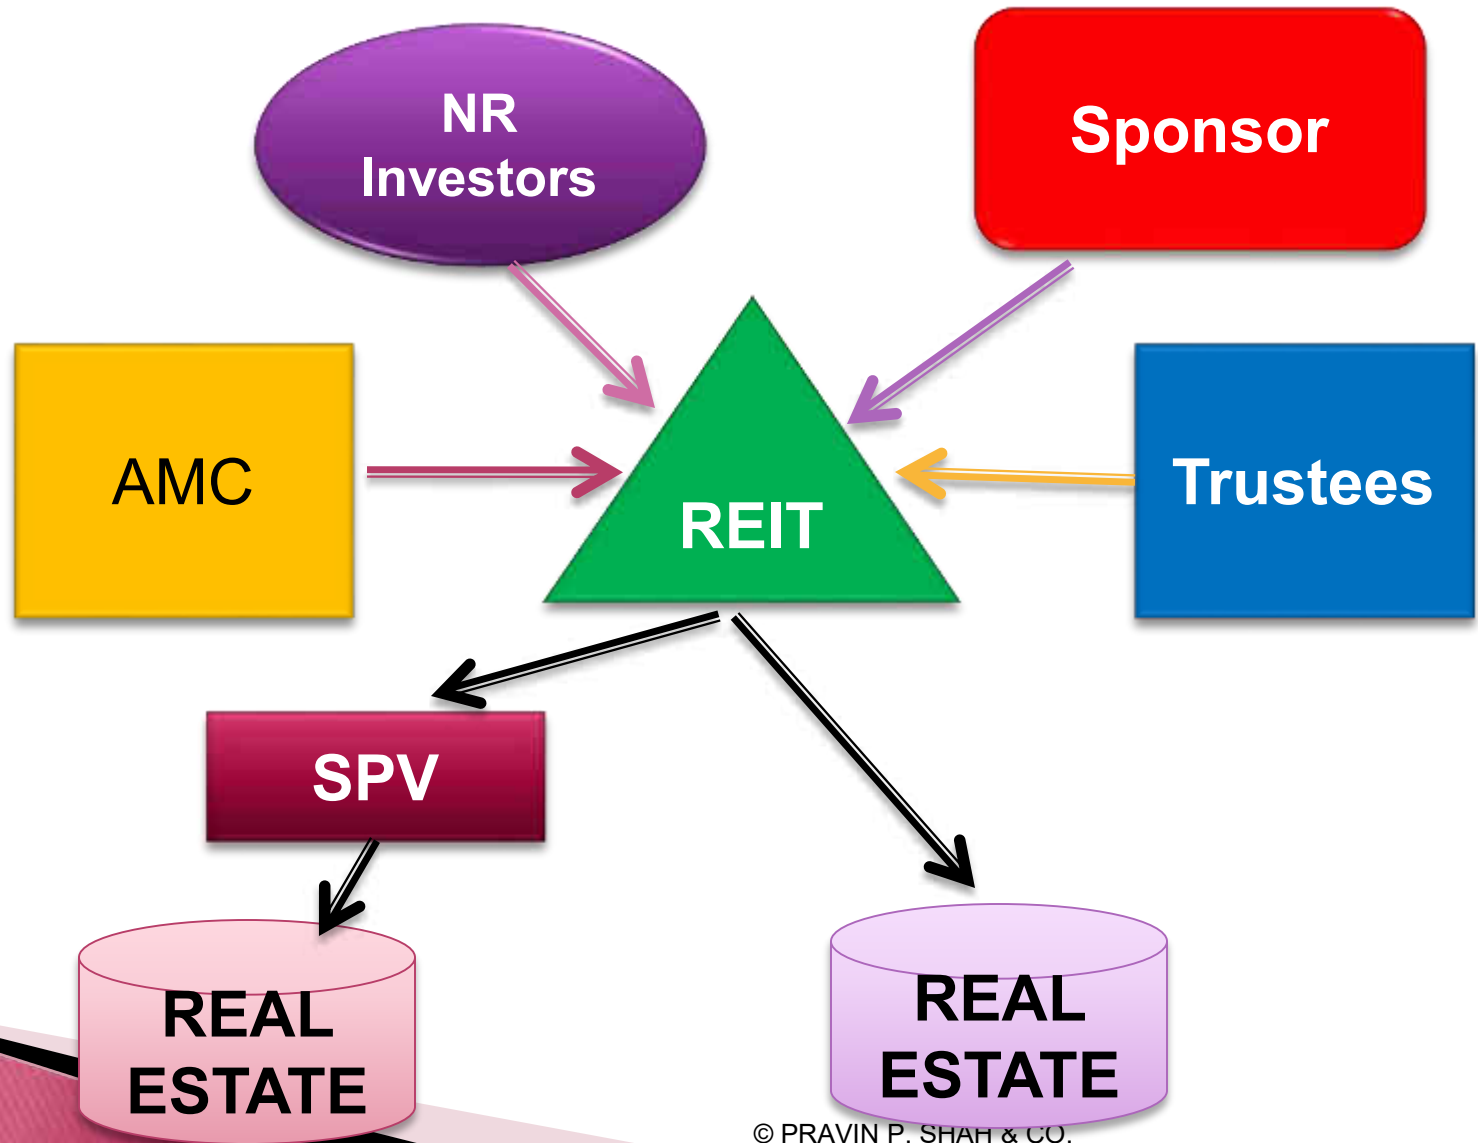 NR
Investors
Sponsor
AMC
REIT
Trustees
SPV
REAL
ESTATE
REAL
ESTATE
© PRAVIN P. SHAH & CO.